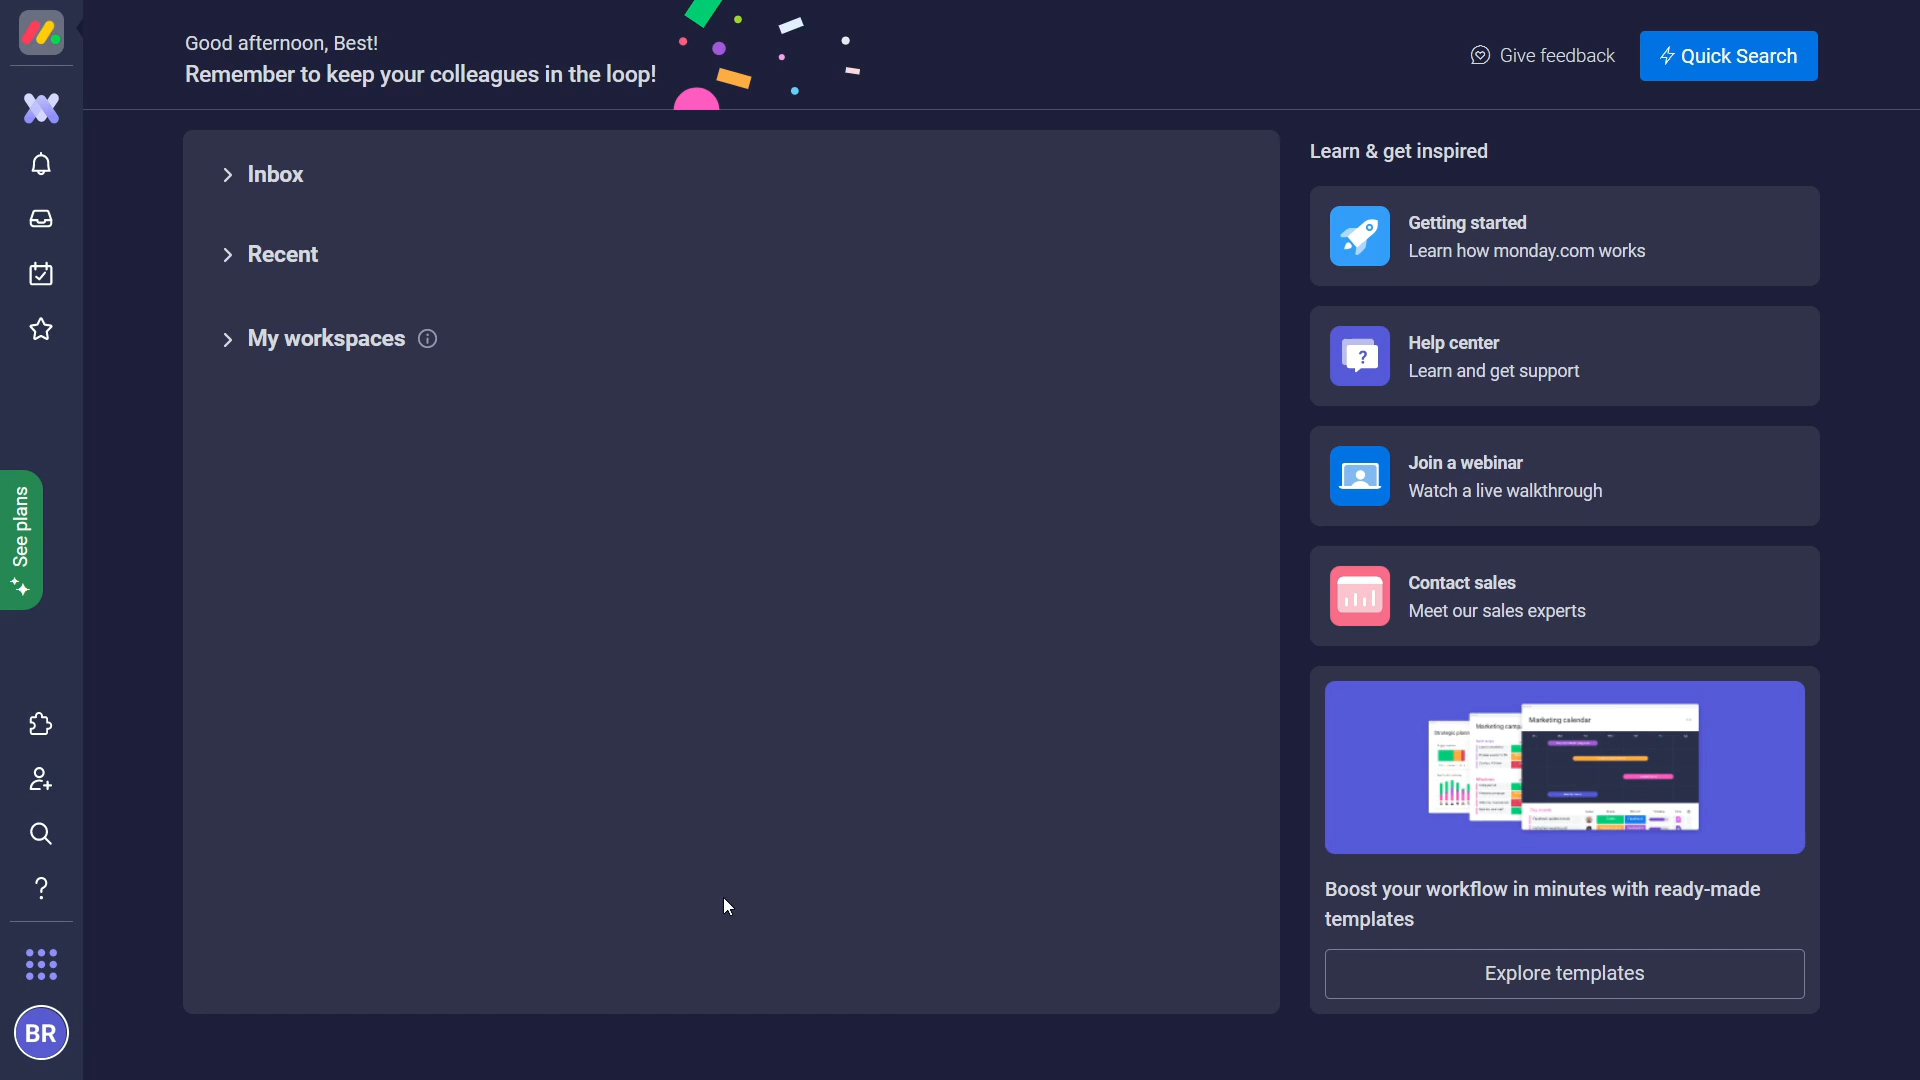 Good afternoon, Best!
Remember to keep your colleagues in the loop!
Give feedback
Quick Search
Inbox
Recent
My workspaces
See plans
BR
Learn & get inspired
Getting started
Learn how monday.com works
Help center
Learn and get support
Join a webinar
Watch a live walkthrough
Contact sales
Meet our sales experts
Marketing calendar
Boost your workflow in minutes with ready-made
templates
Explore templates